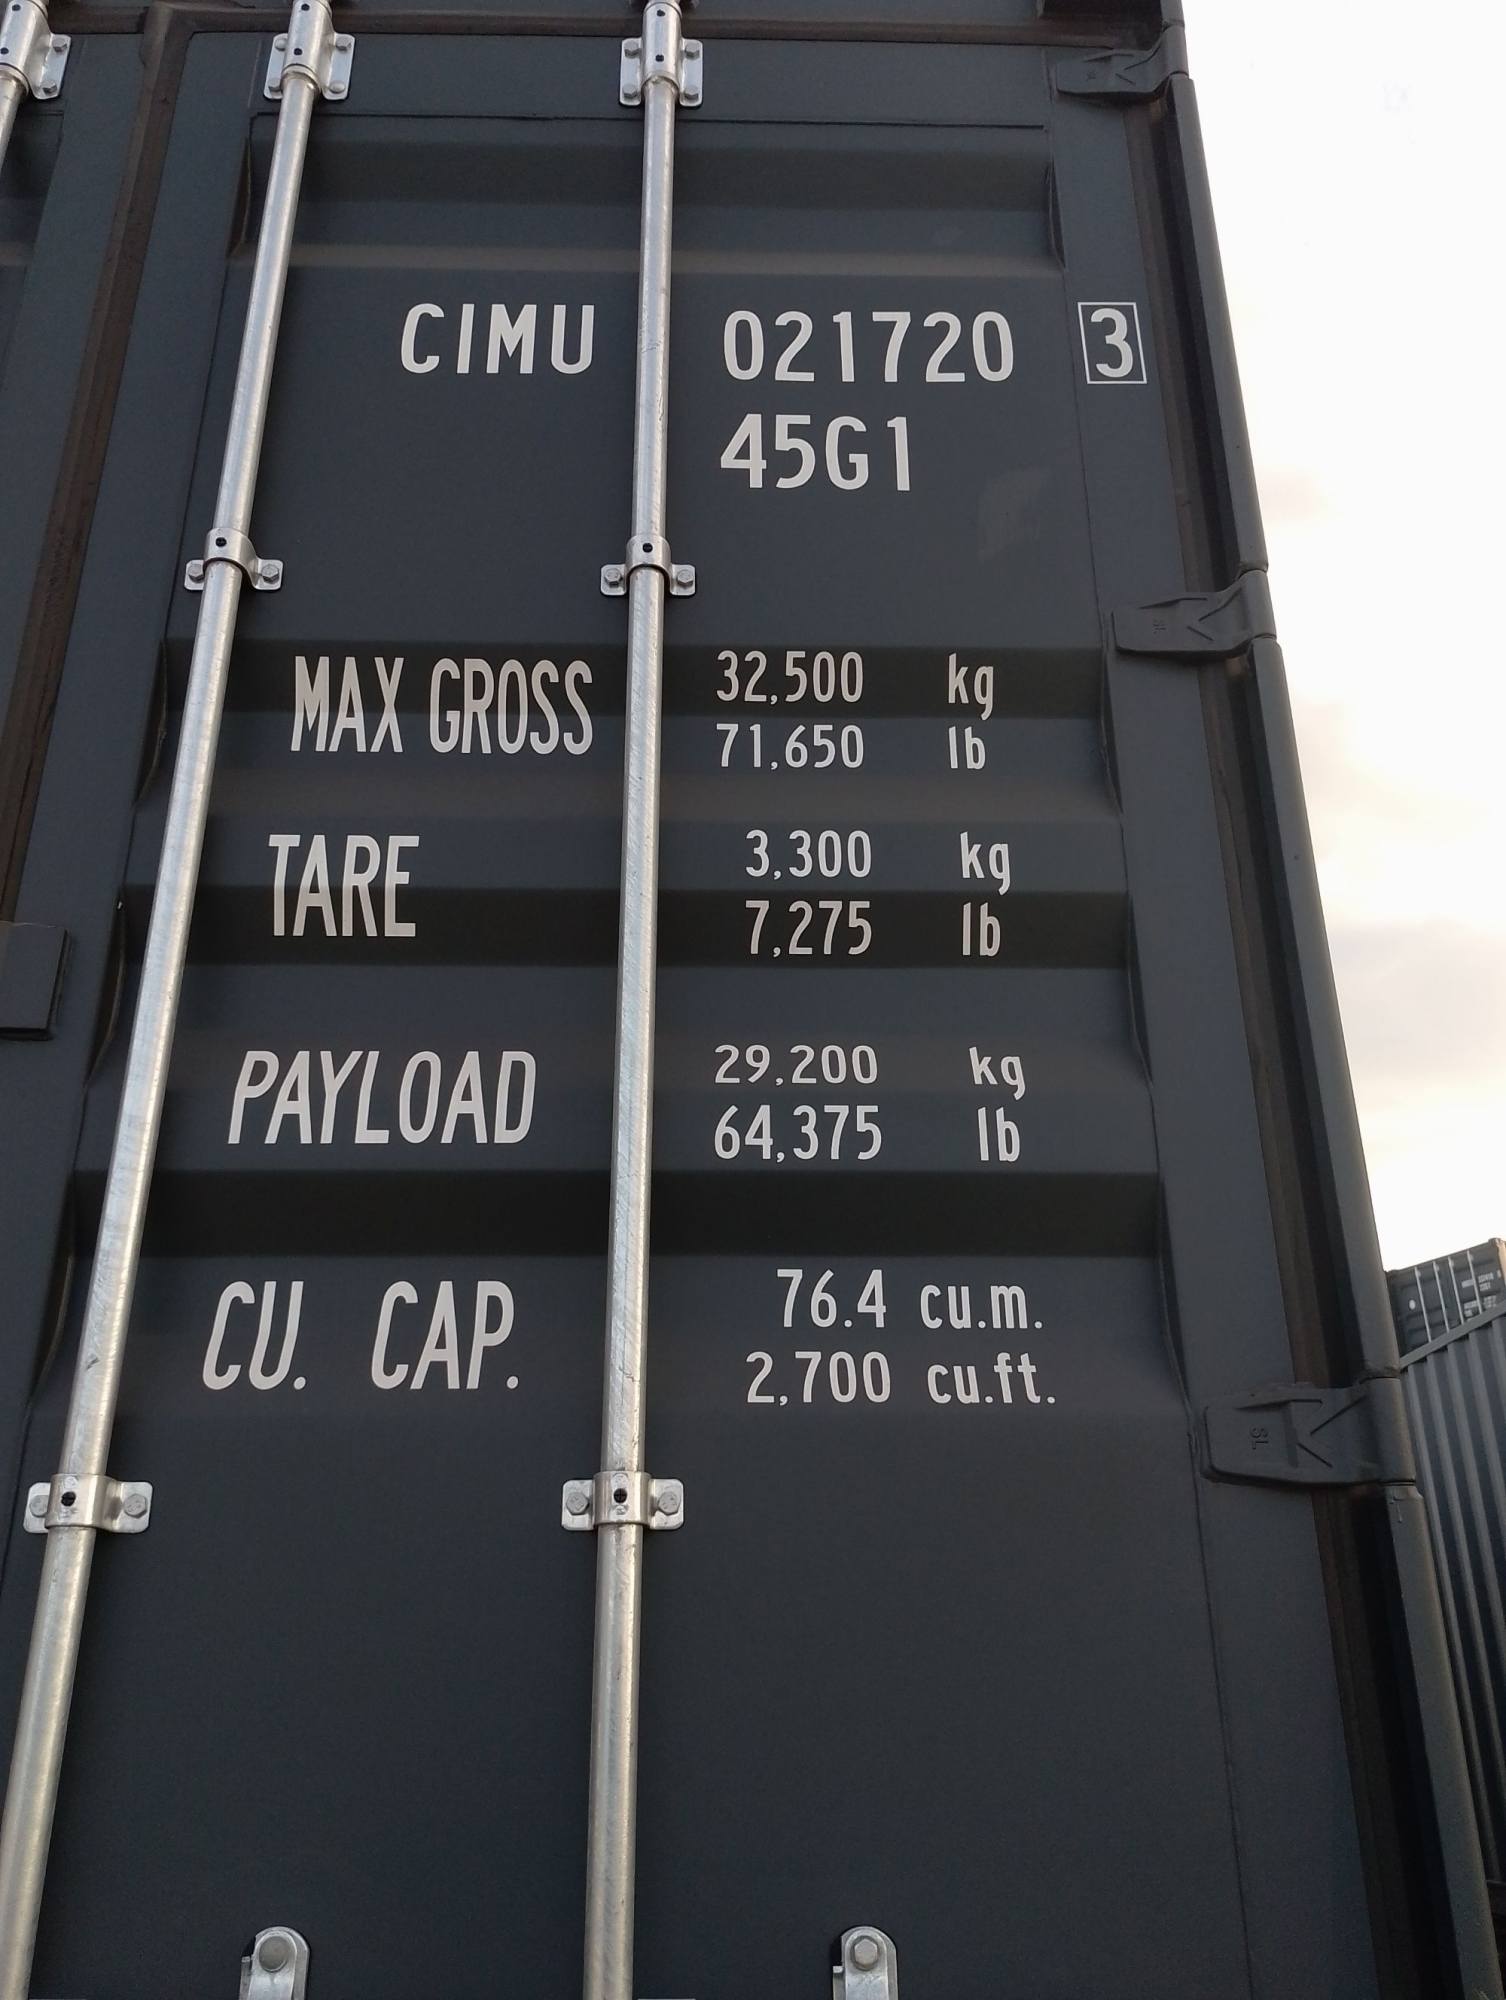 CIMU 021720 3
45G1
MAX GROSS 32,500 kg
71,650 lb
TARE 3,300 kg
7,275 lb
PAYLOAD 29,200 kg
64,375 lb
CU. CAP. 76.4 cu.m.
2,700 cu.ft.
SL